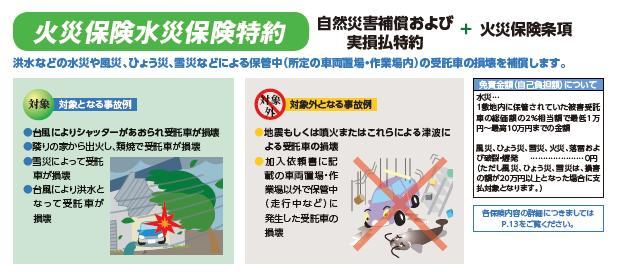 火災保険水災保険特約
自然災害補償および
実損払特約
+ 火災保険条項
洪水などの水災や風災、ひょう災、雪災などによる保管中（所定の車両置場・作業場内）の受託車の損壊を補償します。
対象 対象となる事故例
●台風によりシャッターがあおられ受託車が損壊
●隣りの家から出火し、類焼で受託車が損壊
●雪災によって受託
車が損壊
●台風により洪水と
なって受託車が
損壊
対象外 対象外となる事故例
●地震もしくは噴火またはこれらによる津波に
よる受託車の損壊
●加入依頼書に記
載の車両置場・作
業場以外で保管中
（走行中など）に
発生した受託車の
損壊
免責金額（自己負担額）について
水災…
1敷地内に保管されていた被害受託
車の総価額の2%相当額で最低1万
円～最高10万円までの金額
風災、ひょう災、雪災、火災、落雷およ
び破裂・爆発 ……………………0円
（ただし風災、ひょう災、雪災は、損害
の額が20万円以上となった場合に支
払対象となります。）
各保険内容の詳細につきましては
P.13をご覧ください。